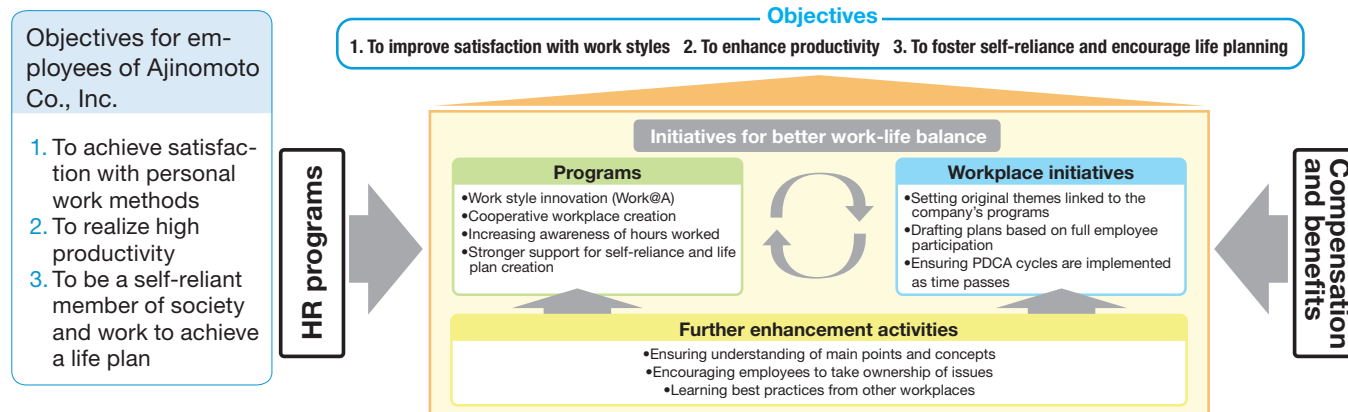 Objectives for em-
ployees of Ajinomoto
Co., Inc.
1. To achieve satisfac-
tion with personal
work methods
2. To realize high
productivity
3. To be a self-reliant
member of society
and work to achieve
a life plan
Objectives
1. To improve satisfaction with work styles 2. To enhance productivity 3. To foster self-reliance and encourage life planning
HR programs
Initiatives for better work-life balance
Programs
•Work style innovation (Work@A)
•Cooperative workplace creation
•Increasing awareness of hours worked
•Stronger support for self-reliance and life
plan creation
Workplace initiatives
•Setting original themes linked to the
company's programs
•Drafting plans based on full employee
participation
•Ensuring PDCA cycles are implemented
as time passes
Further enhancement activities
•Ensuring understanding of main points and concepts
•Encouraging employees to take ownership of issues
•Learning best practices from other workplaces
Compensation
and benefits